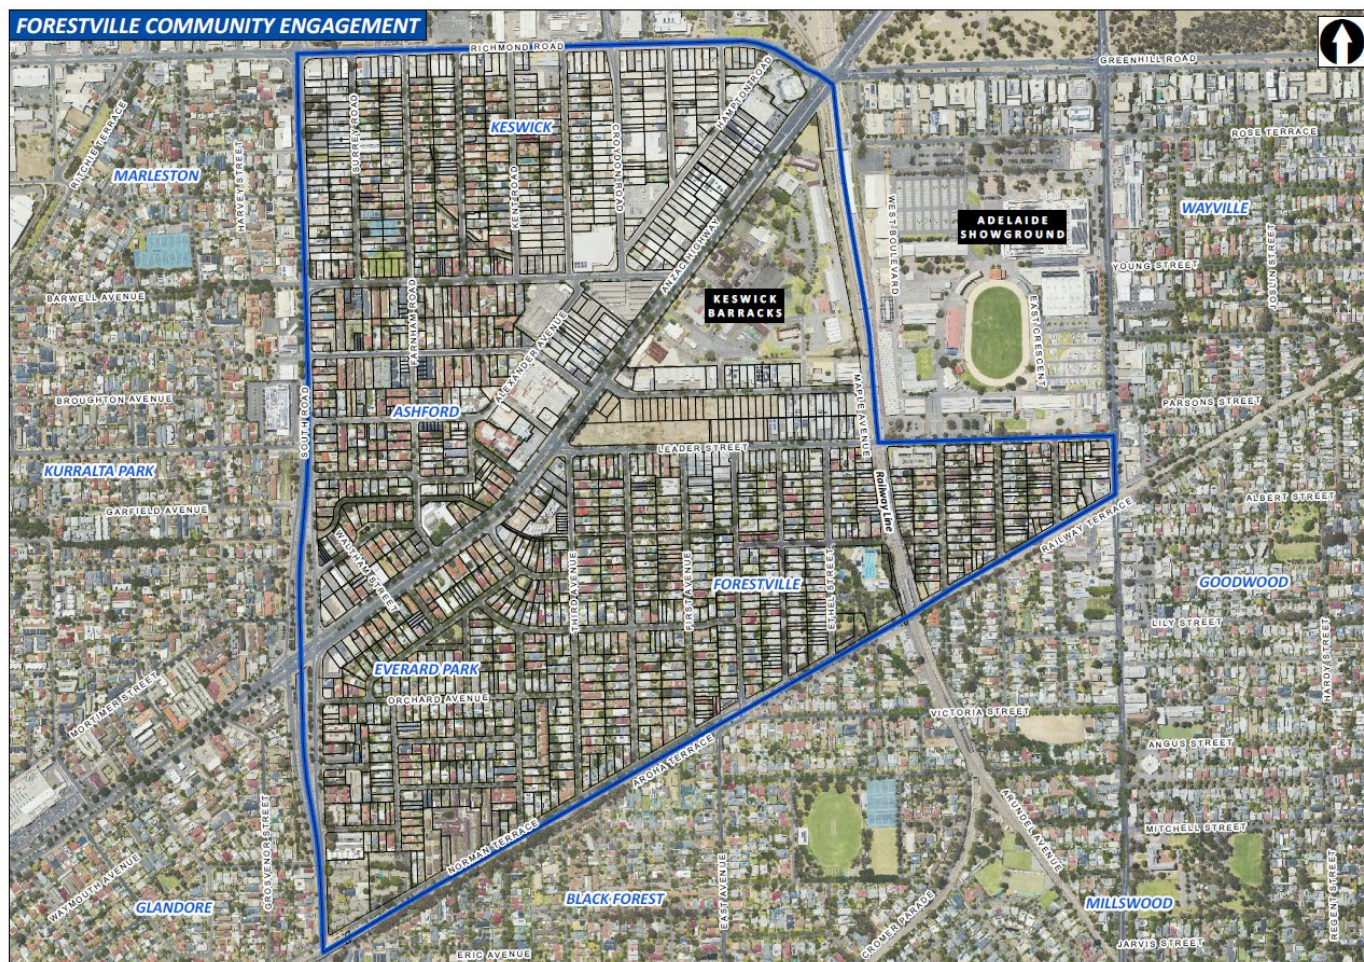 FORESTVILLE COMMUNITY ENGAGEMENT
RICHMOND ROAD
GREENHILL ROAD
RITCHIE TERRACE
SURREY ROAD
KESWICK
HAMPTON ROAD
CROYDON ROAD
ROSE TERRACE
MARLESTON
HARVEY STREET
KENT ROAD
WEST BOULEVARD
ADELAIDE
SHOWGROUND
WAYVILLE
ANZAC HIGHWAY
YOUNG STREET
JOSLIN STREET
BARWELL AVENUE
FARNHAM ROAD
KESWICK
BARRACKS
EAST CRESCENT
ALEXANDER AVENUE
BROUGHTON AVENUE
SOUTH ROAD
ASHFORD
MAPLE AVENUE
PARSONS STREET
LEADER STREET
KURRALTA PARK
Railway Line
ALBERT STREET
GARFIELD AVENUE
RAILWAY TERRACE
WALTHAM STREET
THIRD AVENUE
FIRST AVENUE
FORESTVILLE
ETHEL STREET
GOODWOOD
LILY STREET
HARDY STREET
EVERARD PARK
MORTIMER STREET
ORCHARD AVENUE
VICTORIA STREET
ANGUS STREET
AROHA TERRACE
ARUNDEL AVENUE
MITCHELL STREET
GROSVENOR STREET
NORMAN TERRACE
WAYMOUTH AVENUE
GLANDORE
BLACK FOREST
EAST AVENUE
CROMER PARADE
MILLSWOOD
REGENT STREET
JARVIS STREET
ERIC AVENUE